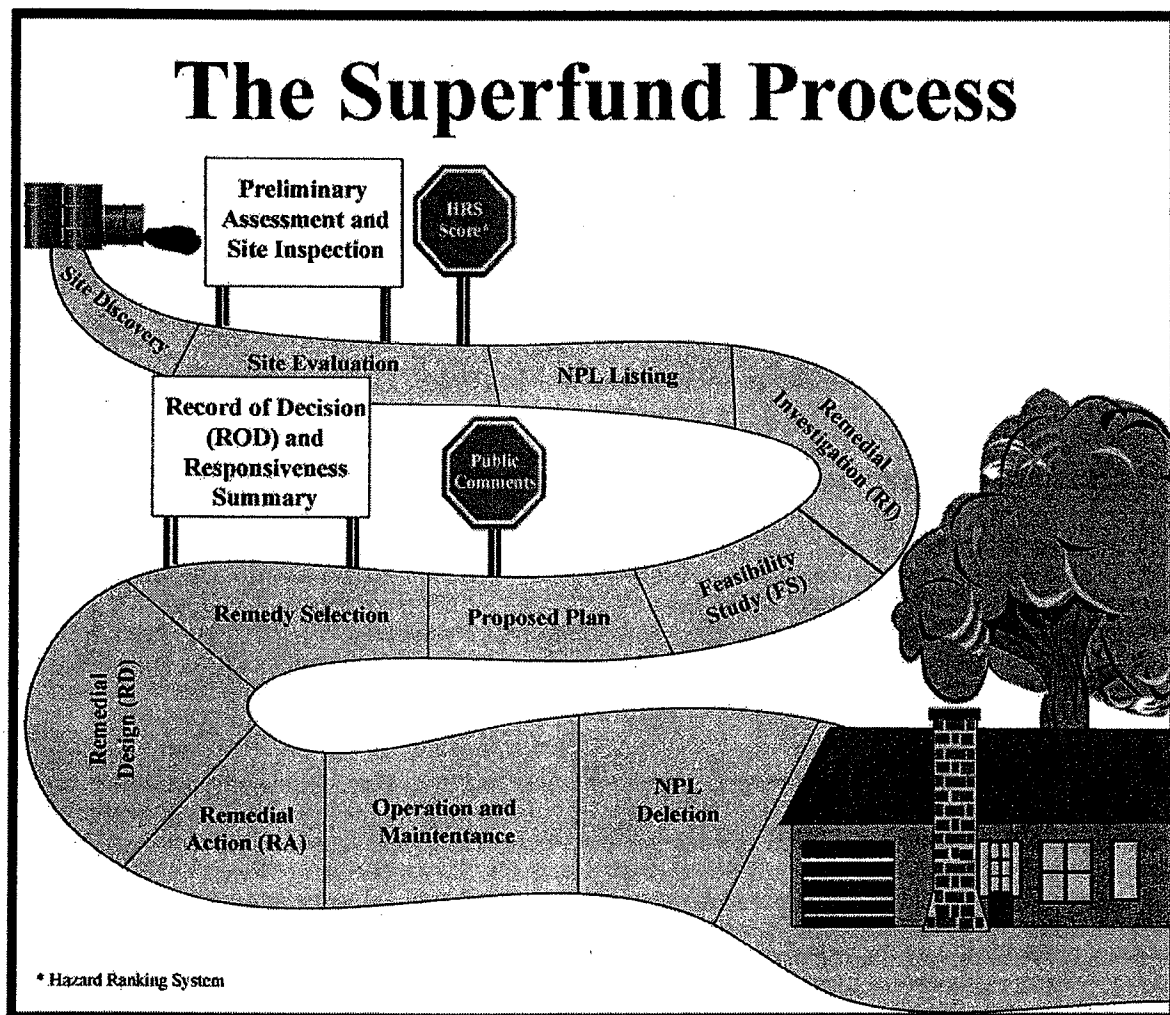 The Superfund Process
Preliminary
Assessment and
Site Inspection
HRS
Score*
Site Discovery
Site Evaluation
NPL Listing
Remedial
Investigation (RI)
Record of Decision
(ROD) and
Responsiveness
Summary
Public
Comments
Feasibility
Study (FS)
Proposed Plan
Remedy Selection
Remedial
Design (RD)
Remedial
Action (RA)
Operation and
Maintentance
NPL
Deletion
* Hazard Ranking System